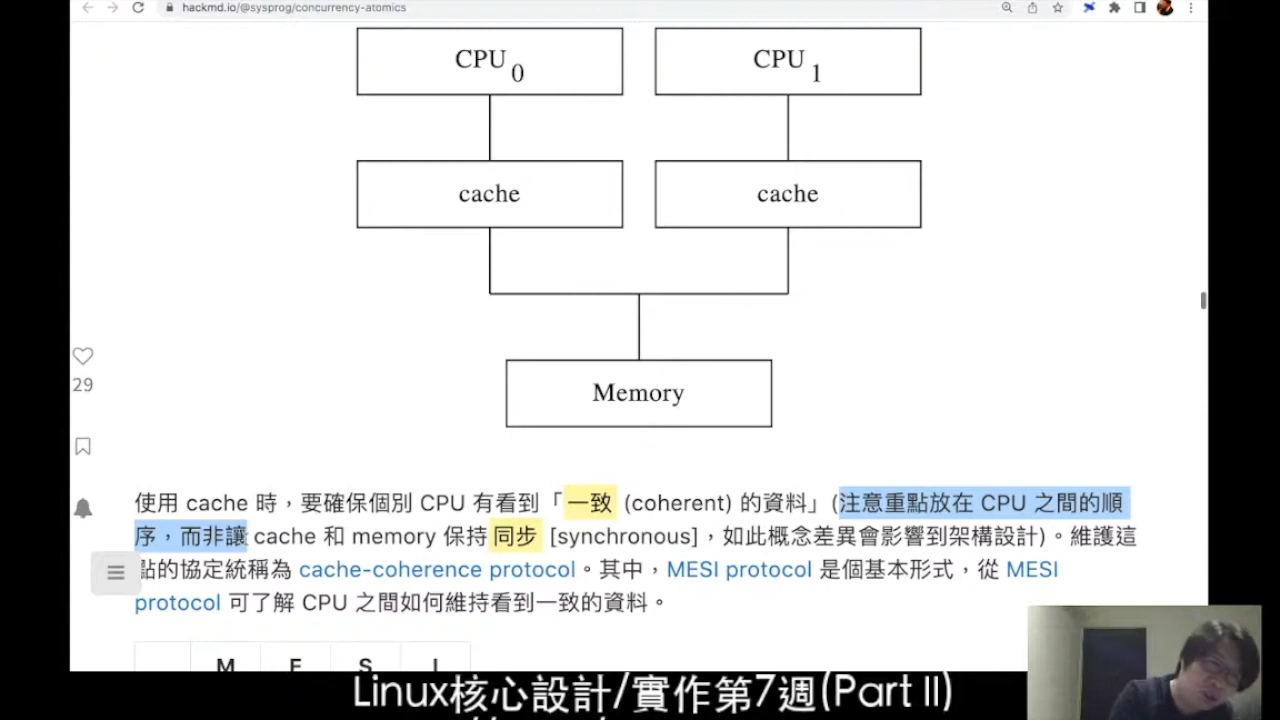 hackmd.io/@sysprog/concurrency-atomics
CPU 0
CPU 1
cache
cache
Memory
29
使用 cache 時，要確保個別 CPU 有看到「一致 (coherent) 的資料」(注意重點放在 CPU 之間的順
序，而非讓 cache 和 memory 保持 同步 [synchronous]，如此概念差異會影響到架構設計)。維護這
點的協定統稱為 cache-coherence protocol。其中，MESI protocol 是個基本形式，從 MESI
protocol 可了解 CPU 之間如何維持看到一致的資料。
M E S I
Linux核心設計/實作第7週(Part II)